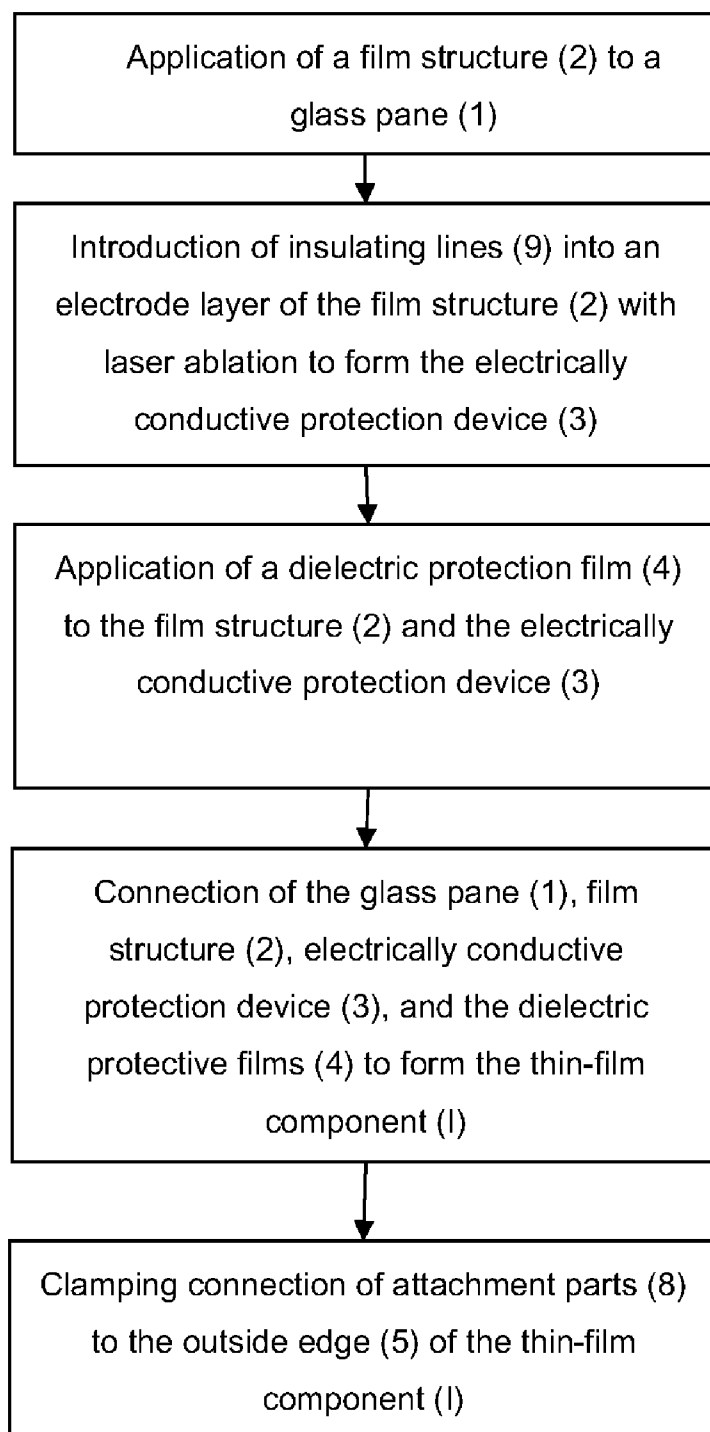 Application of a film structure (2) to a
glass pane (1)
Introduction of insulating lines (9) into an
electrode layer of the film structure (2) with
laser ablation to form the electrically
conductive protection device (3)
Application of a dielectric protection film (4)
to the film structure (2) and the electrically
conductive protection device (3)
Connection of the glass pane (1), film
structure (2), electrically conductive
protection device (3), and the dielectric
protective films (4) to form the thin-film
component (I)
Clamping connection of attachment parts (8)
to the outside edge (5) of the thin-film
component (I)